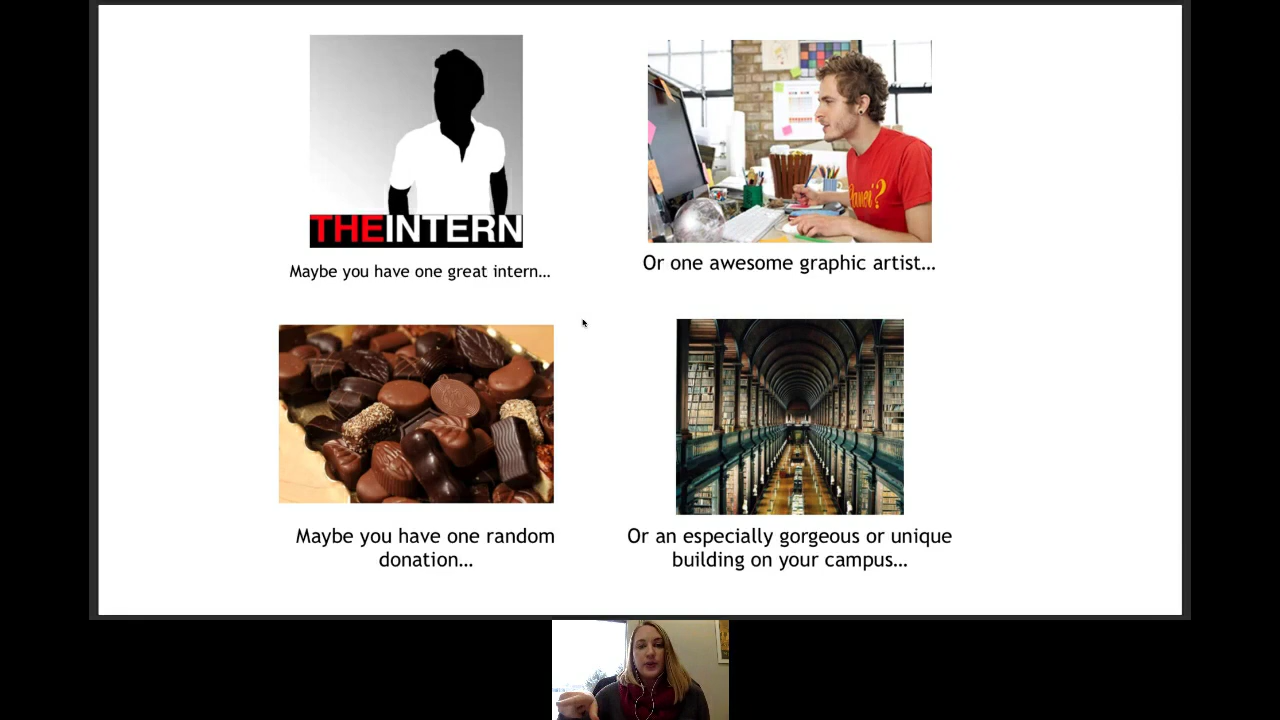 THEINTERN
Maybe you have one great intern...
Or one awesome graphic artist...
Maybe you have one random
donation...
Or an especially gorgeous or unique
building on your campus...